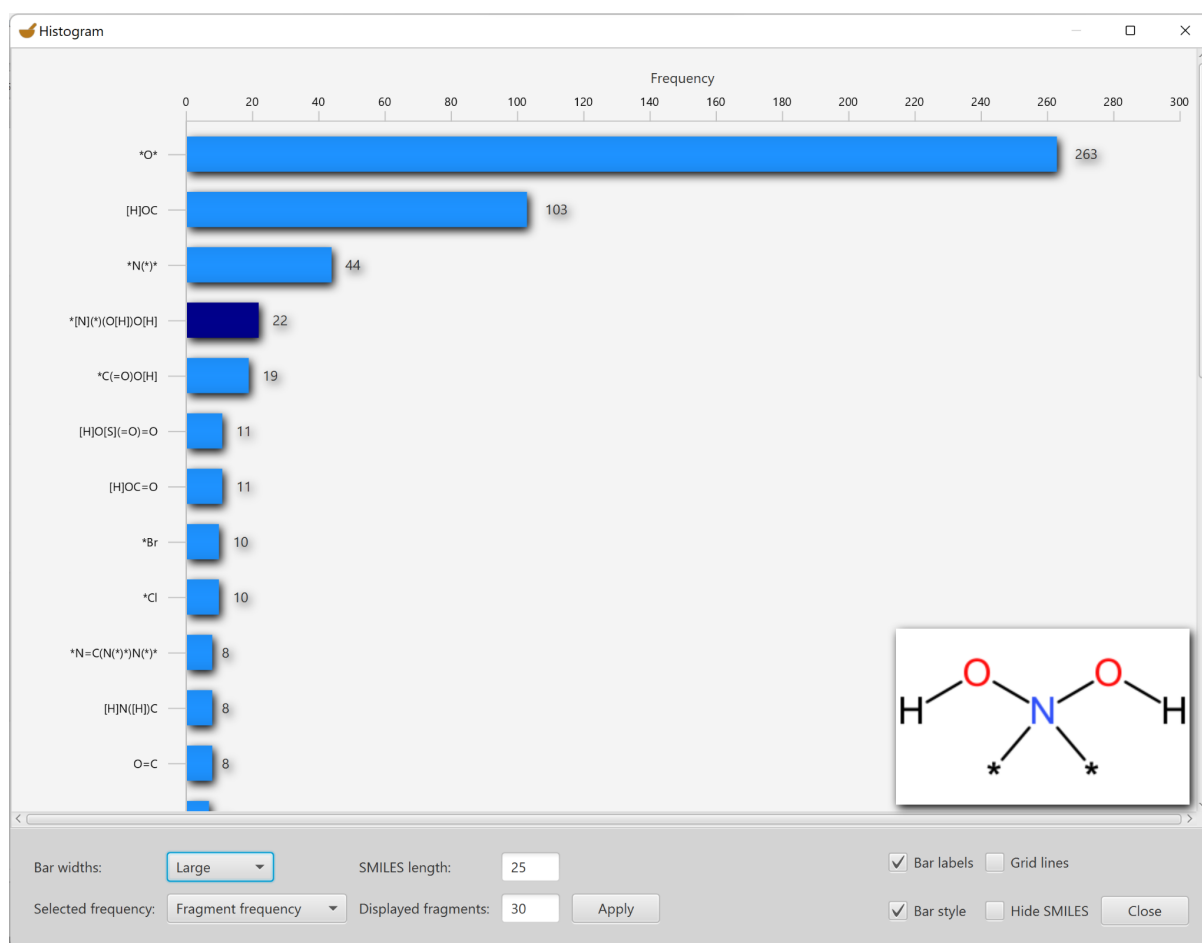 Histogram
Frequency
0 20 40 60 80 100 120 140 160 180 200 220 240 260 280 300
*O* 263
[H]OC 103
*N(*)* 44
*[N](*)(O[H])O[H] 22
*C(=O)O[H] 19
[H]O[S](=O)=O 11
[H]OC=O 11
*Br 10
*Cl 10
*N=C(N(*)*)N(*)* 8
[H]N([H])C 8
O=C 8
O O
H N H
* *
Bar widths: Large SMILES length: 25 Bar labels Grid lines
Selected frequency: Fragment frequency Displayed fragments: 30 Apply Bar style Hide SMILES Close